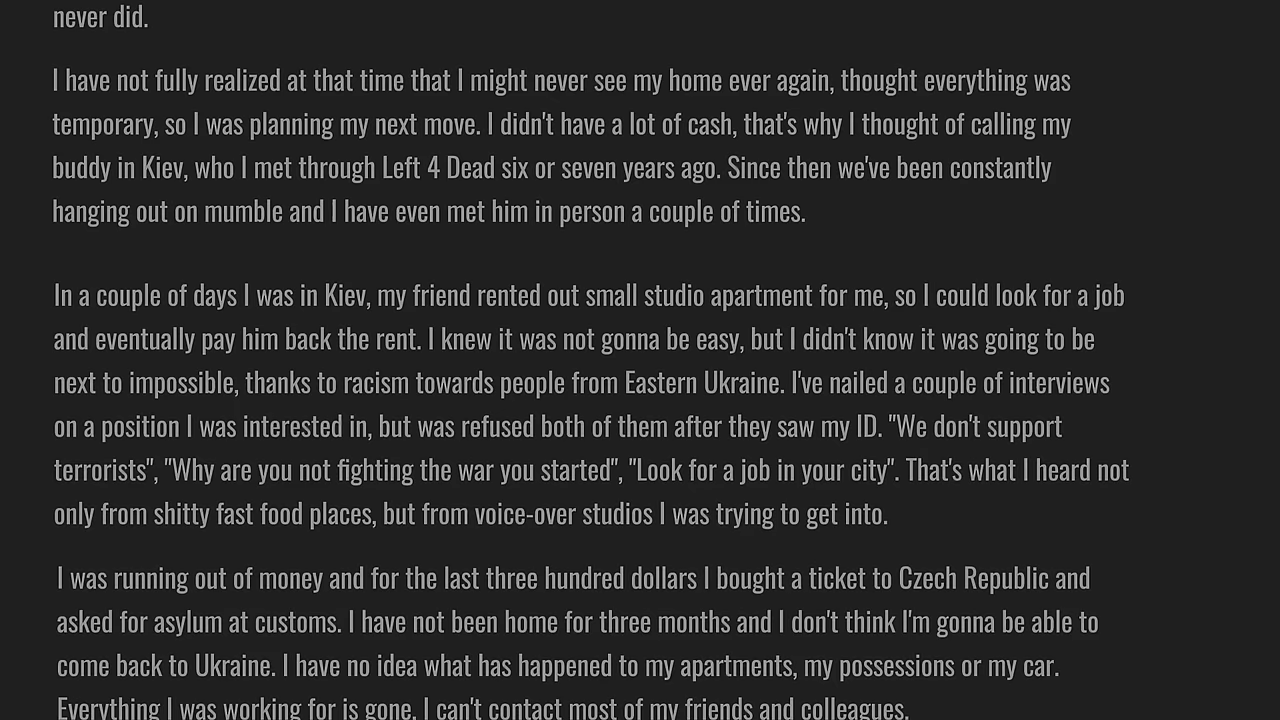 never did.
I have not fully realized at that time that I might never see my home ever again, thought everything was
temporary, so I was planning my next move. I didn't have a lot of cash, that's why I thought of calling my
buddy in Kiev, who I met through Left 4 Dead six or seven years ago. Since then we've been constantly
hanging out on mumble and I have even met him in person a couple of times.
In a couple of days I was in Kiev, my friend rented out small studio apartment for me, so I could look for a job
and eventually pay him back the rent. I knew it was not gonna be easy, but I didn't know it was going to be
next to impossible, thanks to racism towards people from Eastern Ukraine. I've nailed a couple of interviews
on a position I was interested in, but was refused both of them after they saw my ID. "We don't support
terrorists", "Why are you not fighting the war you started", "Look for a job in your city". That's what I heard not
only from shitty fast food places, but from voice-over studios I was trying to get into.
I was running out of money and for the last three hundred dollars I bought a ticket to Czech Republic and
asked for asylum at customs. I have not been home for three months and I don't think I'm gonna be able to
come back to Ukraine. I have no idea what has happened to my apartments, my possessions or my car.
Everything I was working for is gone. I can't contact most of my friends and colleagues.